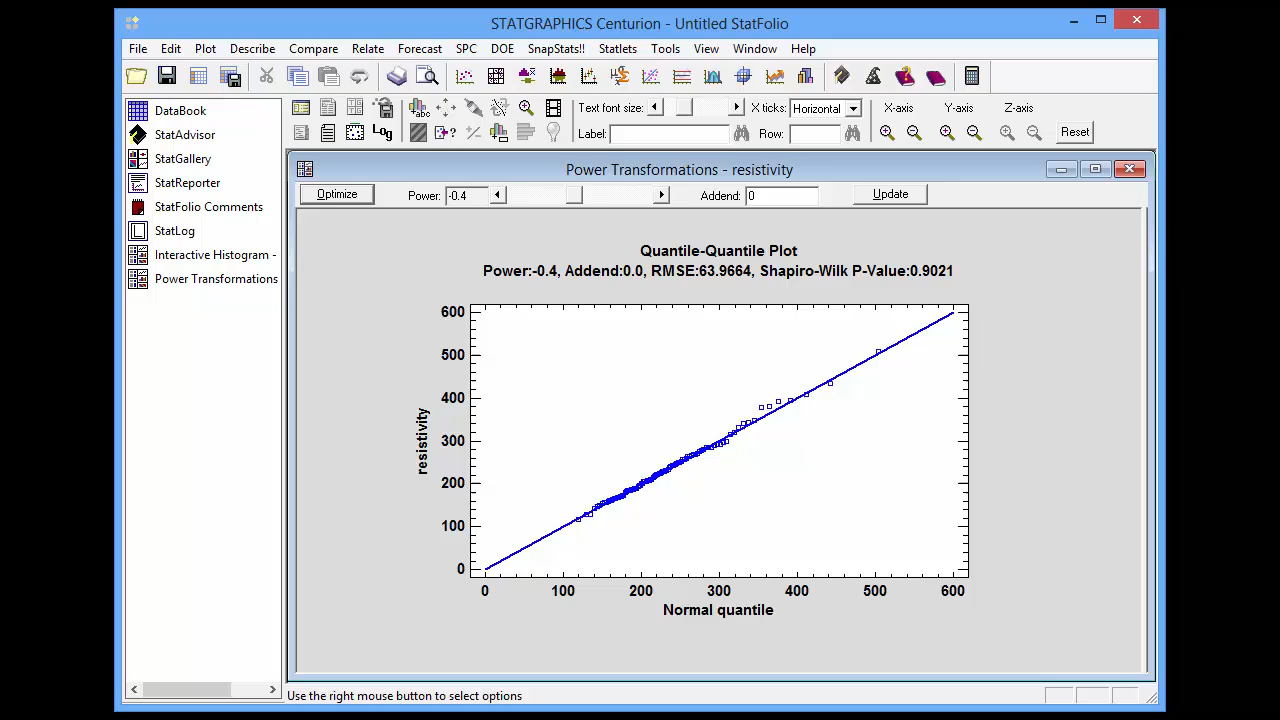 STATGRAPHICS Centurion - Untitled StatFolio
File Edit Plot Describe Compare Relate Forecast SPC DOE SnapStats!! Statlets Tools View Window Help
Text font size: X ticks: Horizontal X-axis Y-axis Z-axis
Log Label: Row: Reset
DataBook
StatAdvisor
StatGallery
StatReporter
StatFolio Comments
StatLog
Interactive Histogram -
Power Transformations
Power Transformations - resistivity
Optimize Power: -0.4 Addend: 0 Update
Quantile-Quantile Plot
Power:-0.4, Addend:0.0, RMSE:63.9664, Shapiro-Wilk P-Value:0.9021
600
500
400
300
200
100
0
resistivity
0 100 200 300 400 500 600
Normal quantile
Use the right mouse button to select options